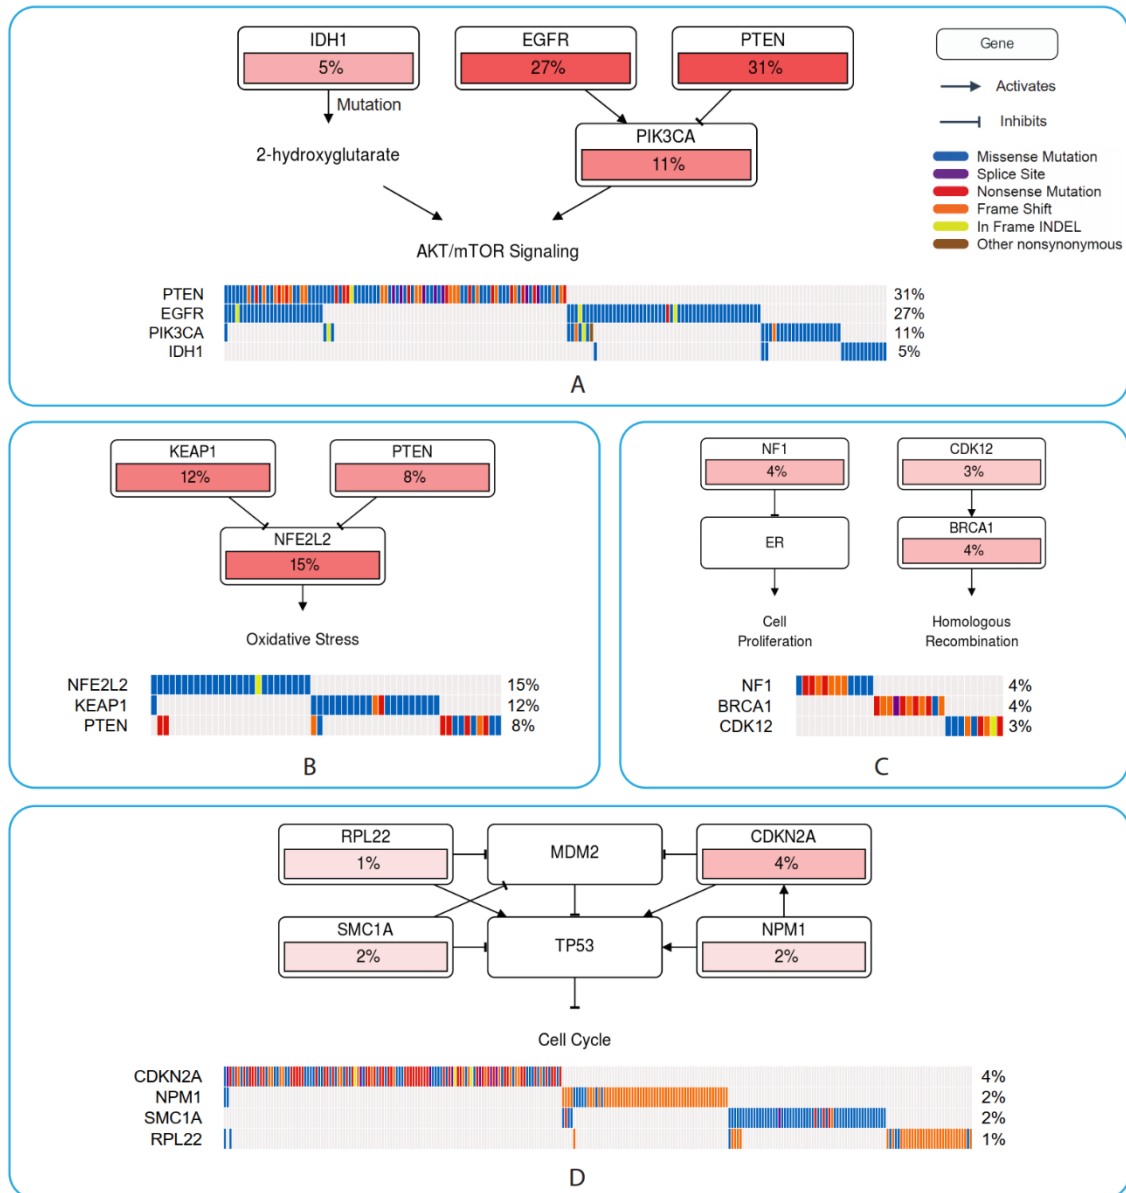 IDH1
5%
EGFR
27%
PTEN
31%
Gene
Mutation
Activates
Inhibits
PIK3CA
11%
2-hydroxyglutarate
Missense Mutation
Splice Site
Nonsense Mutation
Frame Shift
In Frame INDEL
Other nonsynonymous
AKT/mTOR Signaling
PTEN 31%
EGFR 27%
PIK3CA 11%
IDH1 5%
A
KEAP1
12%
PTEN
8%
NFE2L2
15%
Oxidative Stress
NFE2L2 15%
KEAP1 12%
PTEN 8%
B
NF1
4%
CDK12
3%
ER
BRCA1
4%
Cell
Proliferation
Homologous
Recombination
NF1 4%
BRCA1 4%
CDK12 3%
C
RPL22
1%
MDM2
CDKN2A
4%
SMC1A
2%
TP53
NPM1
2%
Cell Cycle
CDKN2A 4%
NPM1 2%
SMC1A 2%
RPL22 1%
D